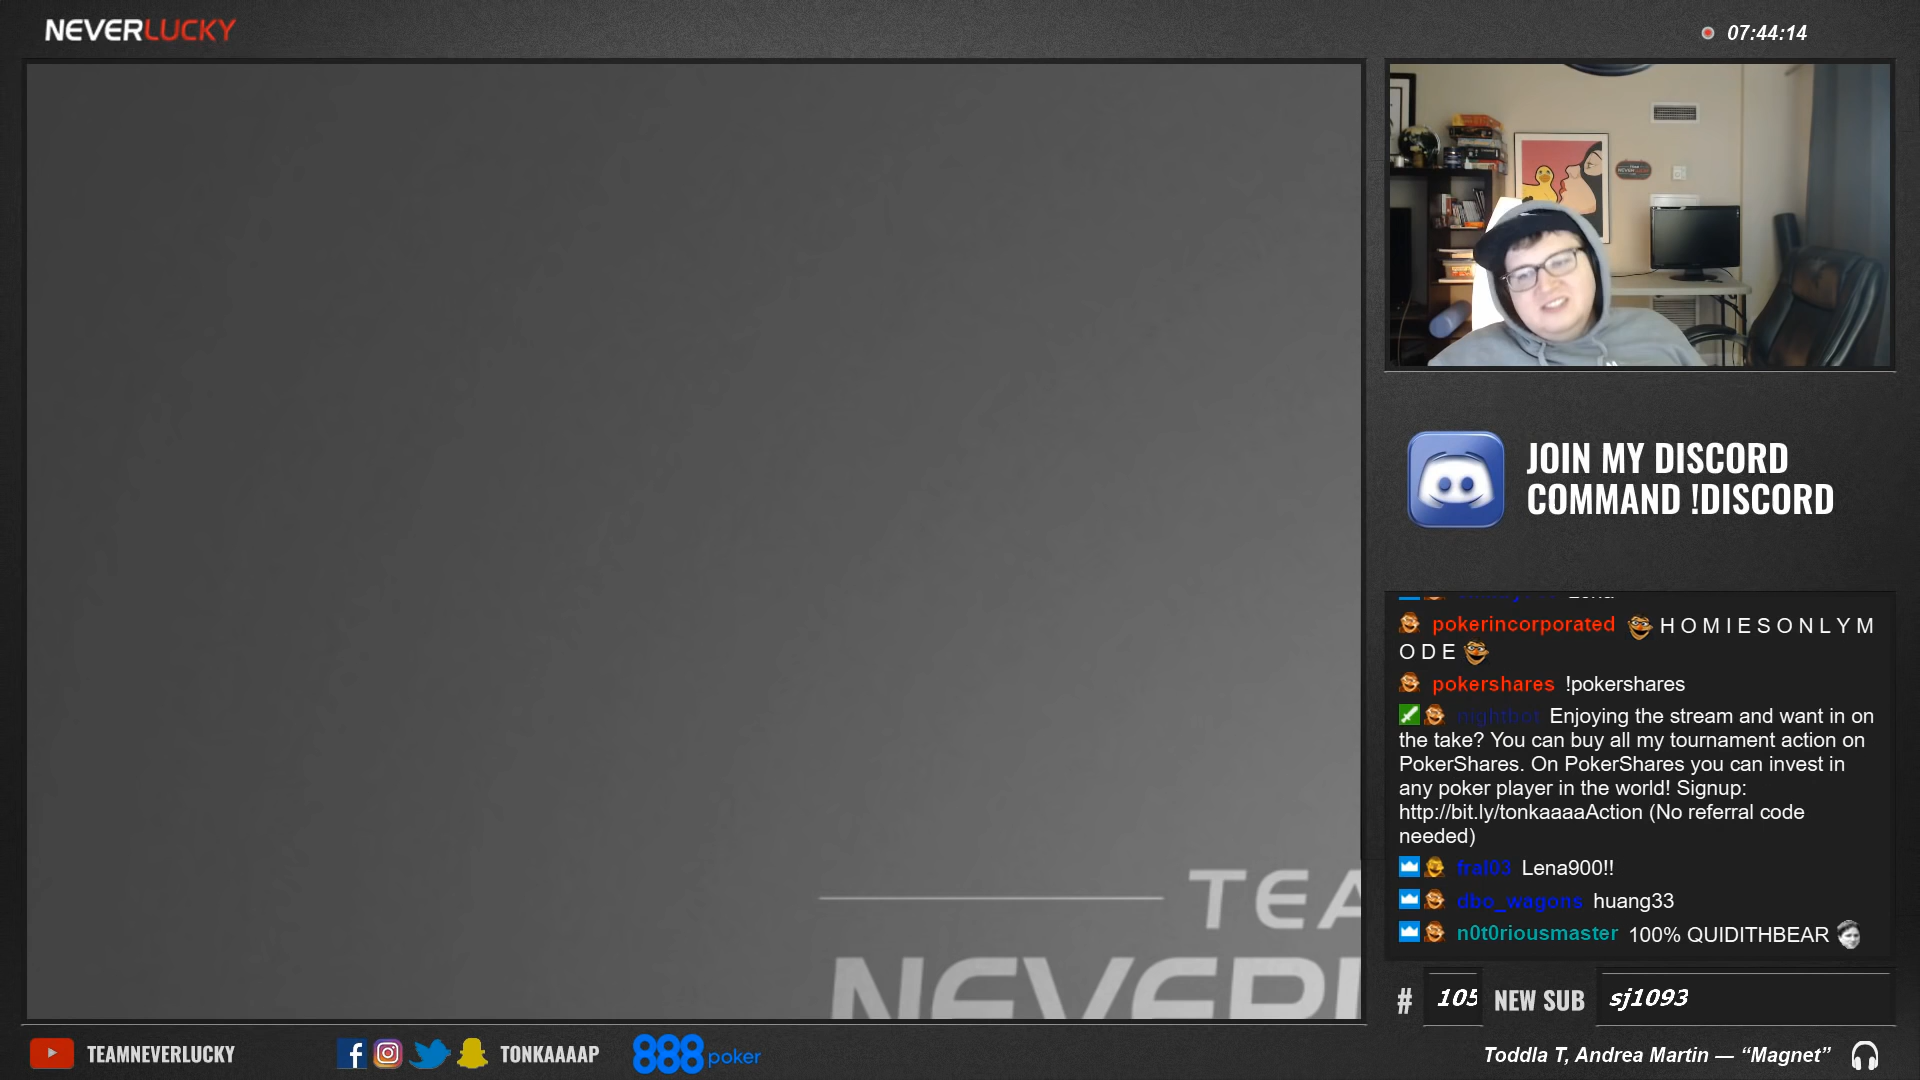 NEVERLUCKY
07:44:14
JOIN MY DISCORD
COMMAND !DISCORD
pokerincorporated H O M I E S O N L Y M
O D E
pokershares !pokershares
Enjoying the stream and want in on
the take? You can buy all my tournament action on
PokerShares. On PokerShares you can invest in
any poker player in the world! Signup:
http://bit.ly/tonkaaaaAction (No referral code
needed)
fral03 Lena900!!
dbo_wagons huang33
n0t0riousmaster 100% QUIDITHBEAR
TEA
NEVER
# 105 NEW SUB sj1093
TEAMNEVERLUCKY
TONKAAAAP
888poker
Toddla T, Andrea Martin — “Magnet”